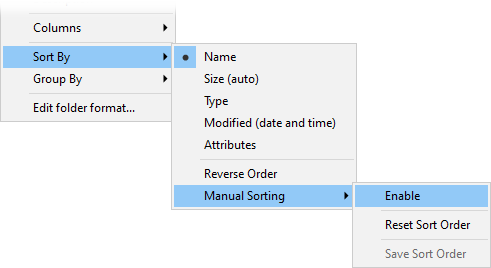 Columns
Sort By
Group By
Edit folder format...
Name
Size (auto)
Type
Modified (date and time)
Attributes
Reverse Order
Manual Sorting
Enable
Reset Sort Order
Save Sort Order